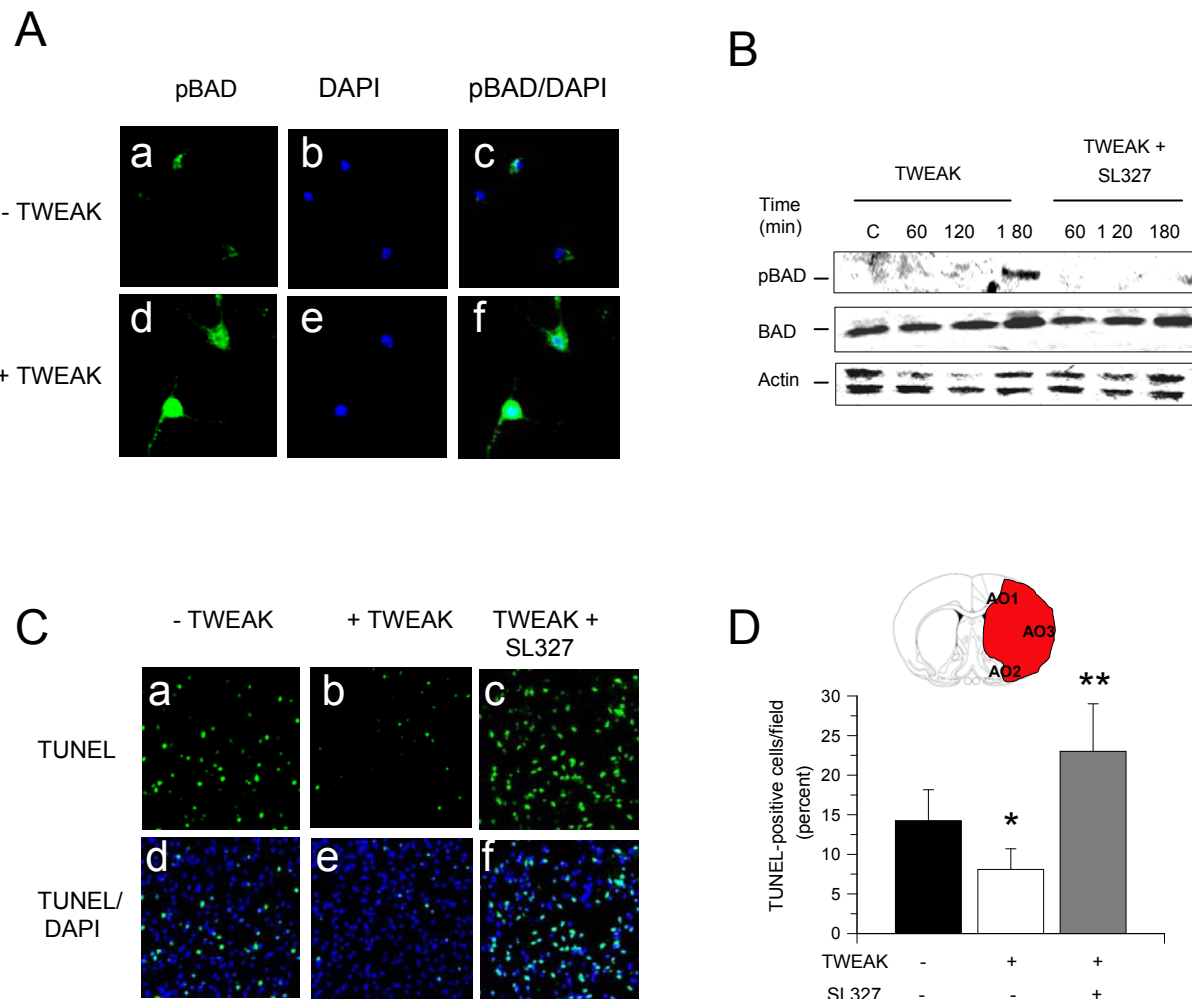 A
pBAD DAPI pBAD/DAPI
a b c
- TWEAK
d e f
+ TWEAK
B
TWEAK
TWEAK +
SL327
Time
(min)
C 60 120 1 80 60 1 20 180
pBAD
BAD
Actin
C
- TWEAK + TWEAK TWEAK +
SL327
a b c
TUNEL
d e f
TUNEL/
DAPI
D
AO1
AO3
AO2
TUNEL-positive cells/field
(percent)
30
25
20
15
10
5
0
*
**
TWEAK - + +
SL327 - - +